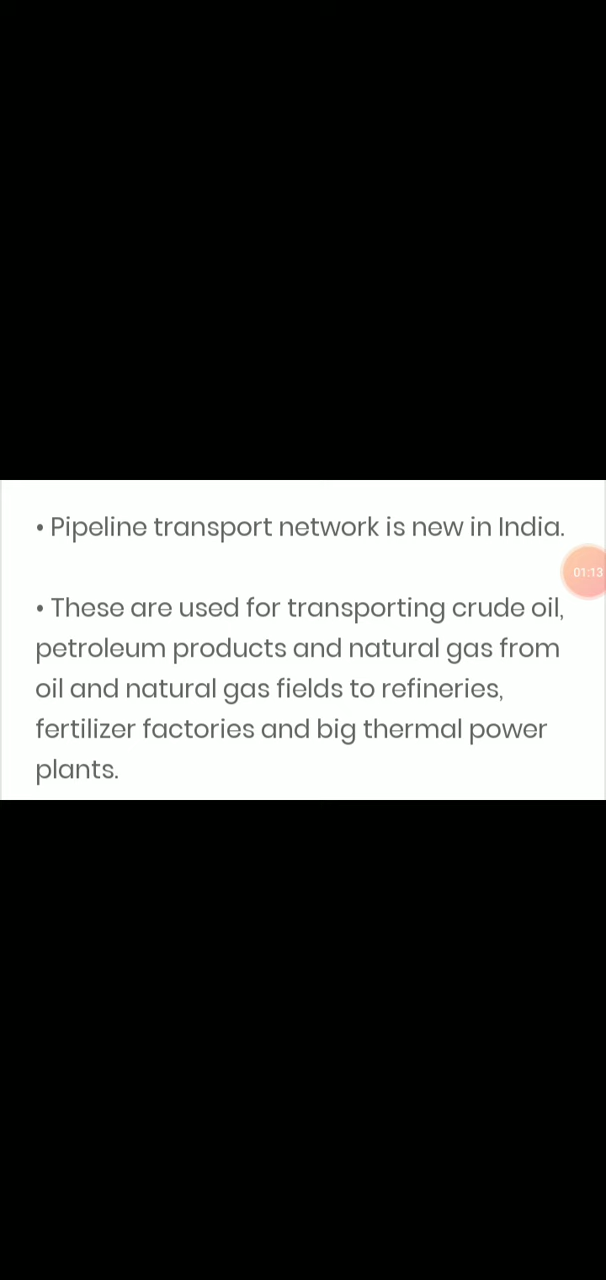 • Pipeline transport network is new in India.
01:13
• These are used for transporting crude oil,
petroleum products and natural gas from
oil and natural gas fields to refineries,
fertilizer factories and big thermal power
plants.